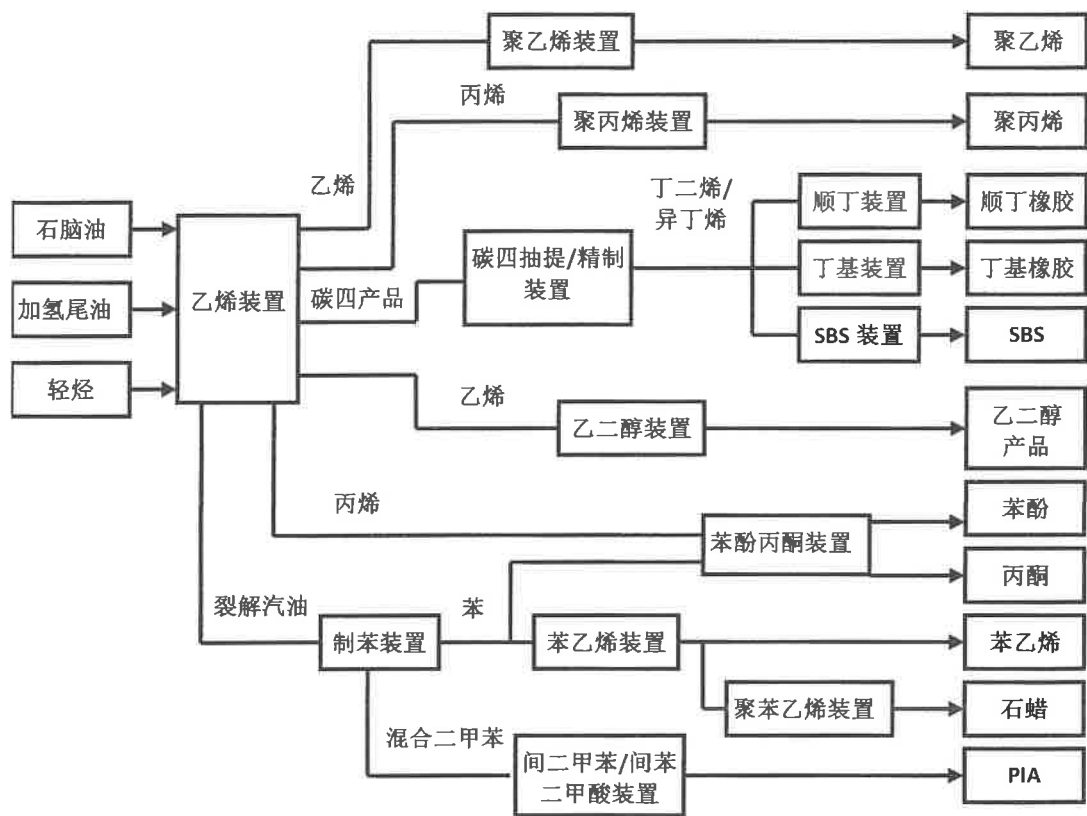 聚乙烯装置
聚乙烯
丙烯
聚丙烯装置
聚丙烯
乙烯
丁二烯/
异丁烯
顺丁装置
顺丁橡胶
石脑油
碳四抽提/精制
装置
丁基装置
丁基橡胶
加氢尾油
乙烯装置
碳四产品
SBS 装置
SBS
轻烃
乙烯
乙二醇装置
乙二醇
产品
丙烯
苯酚
苯酚丙酮装置
丙酮
裂解汽油
苯
制苯装置
苯乙烯装置
苯乙烯
聚苯乙烯装置
石蜡
混合二甲苯
间二甲苯/间苯
二甲酸装置
PIA